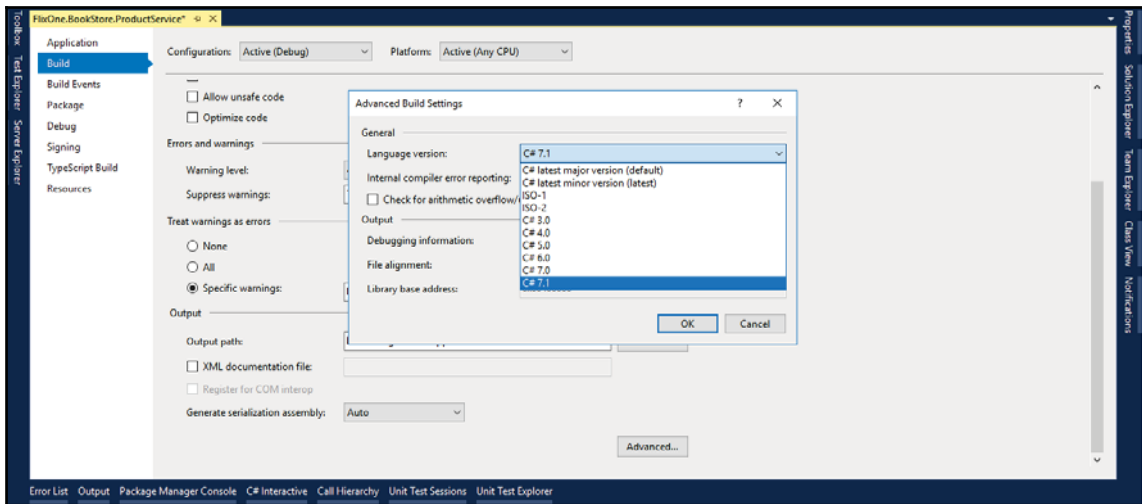 FlixOne.BookStore.ProductService*
Toolbox
Test Explorer
Server Explorer
Application
Build
Build Events
Package
Debug
Signing
TypeScript Build
Resources
Configuration: Active (Debug) Platform: Active (Any CPU)
Allow unsafe code
Optimize code
Errors and warnings
Warning level:
Suppress warnings:
Treat warnings as errors
None
All
Specific warnings:
Output
Output path:
XML documentation file:
Register for COM interop
Generate serialization assembly: Auto
Advanced...
Advanced Build Settings ?
General
Language version: C# 7.1
C# latest major version (default)
C# latest minor version (latest)
ISO-1
ISO-2
C# 3.0
C# 4.0
C# 5.0
C# 6.0
C# 7.0
C# 7.1
Internal compiler error reporting:
Check for arithmetic overflow/
Output
Debugging information:
File alignment:
Library base address:
OK Cancel
Properties
Solution Explorer
Team Explorer
Class View
Notifications
Error List Output Package Manager Console C# Interactive Call Hierarchy Unit Test Sessions Unit Test Explorer